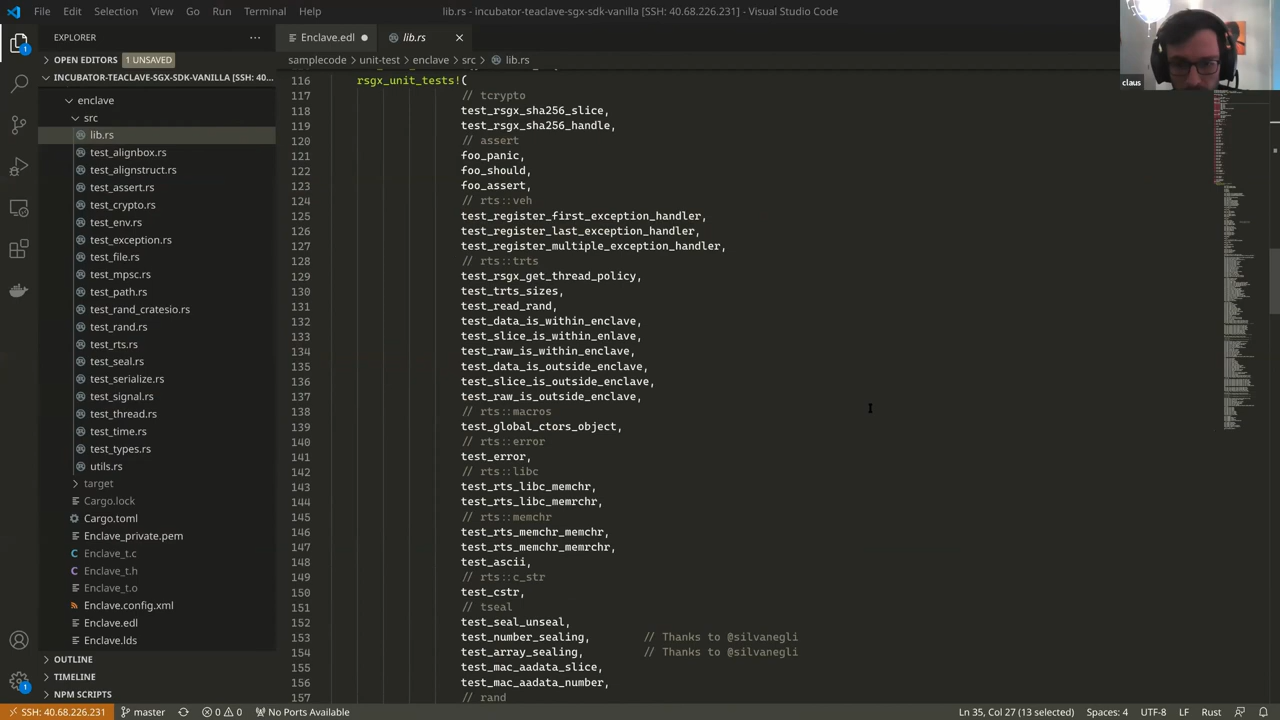 File Edit Selection View Go Run Terminal Help
lib.rs - incubator-teaclave-sgx-sdk-vanilla [SSH: 40.68.226.231] - Visual Studio Code
claus
EXPLORER
OPEN EDITORS 1 UNSAVED
INCUBATOR-TEACLAVE-SGX-SDK-VANILLA [SSH: 40....
enclave
src
lib.rs
test_alignbox.rs
test_alignstruct.rs
test_assert.rs
test_crypto.rs
test_env.rs
test_exception.rs
test_file.rs
test_mpsc.rs
test_path.rs
test_rand_cratesio.rs
test_rand.rs
test_rts.rs
test_seal.rs
test_serialize.rs
test_signal.rs
test_thread.rs
test_time.rs
test_types.rs
utils.rs
target
Cargo.lock
Cargo.toml
Enclave_private.pem
C Enclave_t.c
C Enclave_t.h
Enclave_t.o
Enclave.config.xml
Enclave.edl
Enclave.lds
OUTLINE
TIMELINE
NPM SCRIPTS
1
1
Enclave.edl
lib.rs
samplecode > unit-test > enclave > src > lib.rs
116 rsgx_unit_tests!(
117 // tcrypto
118 test_rsgx_sha256_slice,
119 test_rsgx_sha256_handle,
120 // assert
121 foo_panic,
122 foo_should,
123 foo_assert,
124 // rts::veh
125 test_register_first_exception_handler,
126 test_register_last_exception_handler,
127 test_register_multiple_exception_handler,
128 // rts::trts
129 test_rsgx_get_thread_policy,
130 test_trts_sizes,
131 test_read_rand,
132 test_data_is_within_enclave,
133 test_slice_is_within_enlave,
134 test_raw_is_within_enclave,
135 test_data_is_outside_enclave,
136 test_slice_is_outside_enclave,
137 test_raw_is_outside_enclave,
138 // rts::macros
139 test_global_ctors_object,
140 // rts::error
141 test_error,
142 // rts::libc
143 test_rts_libc_memchr,
144 test_rts_libc_memrchr,
145 // rts::memchr
146 test_rts_memchr_memchr,
147 test_rts_memchr_memrchr,
148 test_ascii,
149 // rts::c_str
150 test_cstr,
151 // tseal
152 test_seal_unseal,
153 test_number_sealing, // Thanks to @silvanegli
154 test_array_sealing, // Thanks to @silvanegli
155 test_mac_aadata_slice,
156 test_mac_aadata_number,
157 // rand
SSH: 40.68.226.231 master 0 0 No Ports Available
Ln 35, Col 27 (13 selected) Spaces: 4 UTF-8 LF Rust